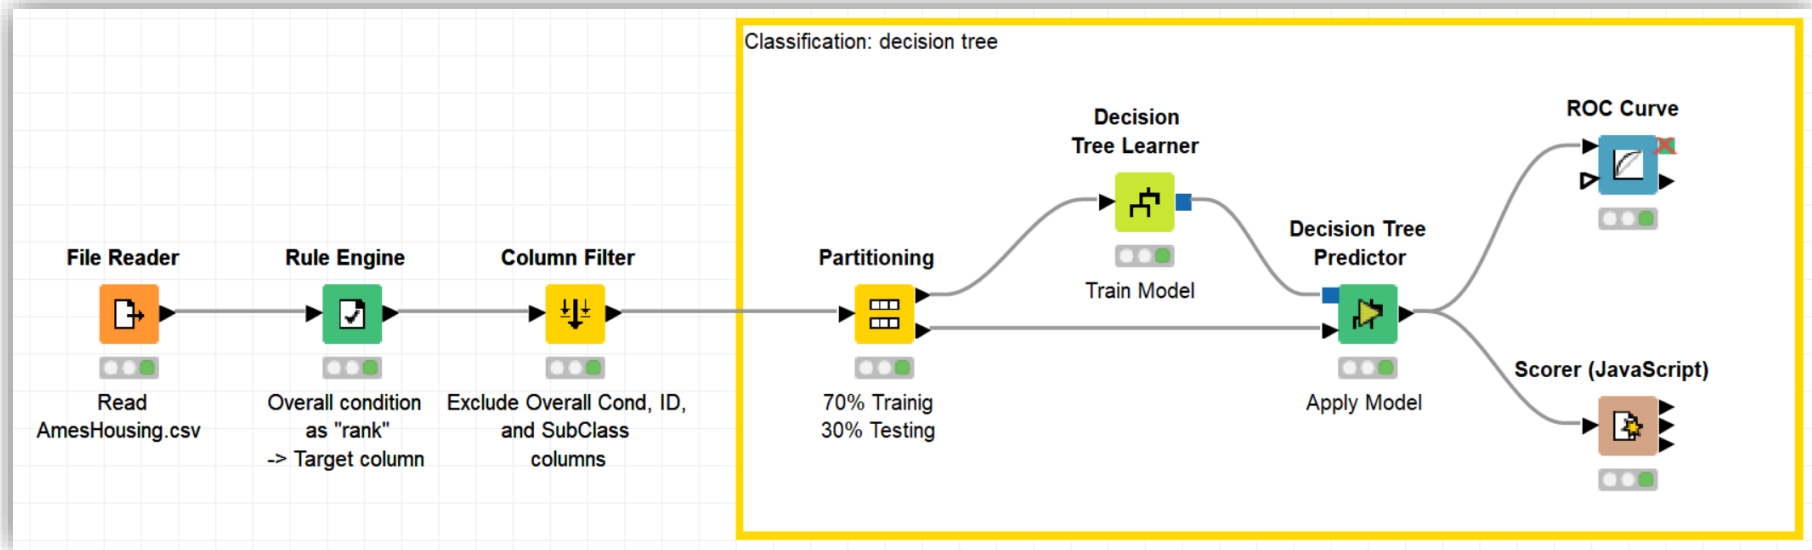 Classification: decision tree
ROC Curve
Decision
Tree Learner
Train Model
Decision Tree
Predictor
File Reader
Rule Engine
Column Filter
Partitioning
Scorer (JavaScript)
Read
AmesHousing.csv
Overall condition
as "rank"
-> Target column
Exclude Overall Cond, ID,
and SubClass
columns
70% Trainig
30% Testing
Apply Model